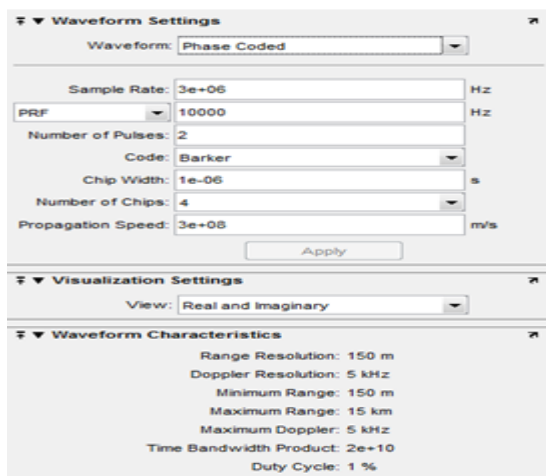 Waveform Settings
Waveform: Phase Coded
Sample Rate: 3e+06 Hz
PRF 10000 Hz
Number of Pulses: 2
Code: Barker
Chip Width: 1e-06 s
Number of Chips: 4
Propagation Speed: 3e+08 m/s
Apply
Visualization Settings
View: Real and Imaginary
Waveform Characteristics
Range Resolution: 150 m
Doppler Resolution: 5 kHz
Minimum Range: 150 m
Maximum Range: 15 km
Maximum Doppler: 5 kHz
Time Bandwidth Product: 2e+10
Duty Cycle: 1 %